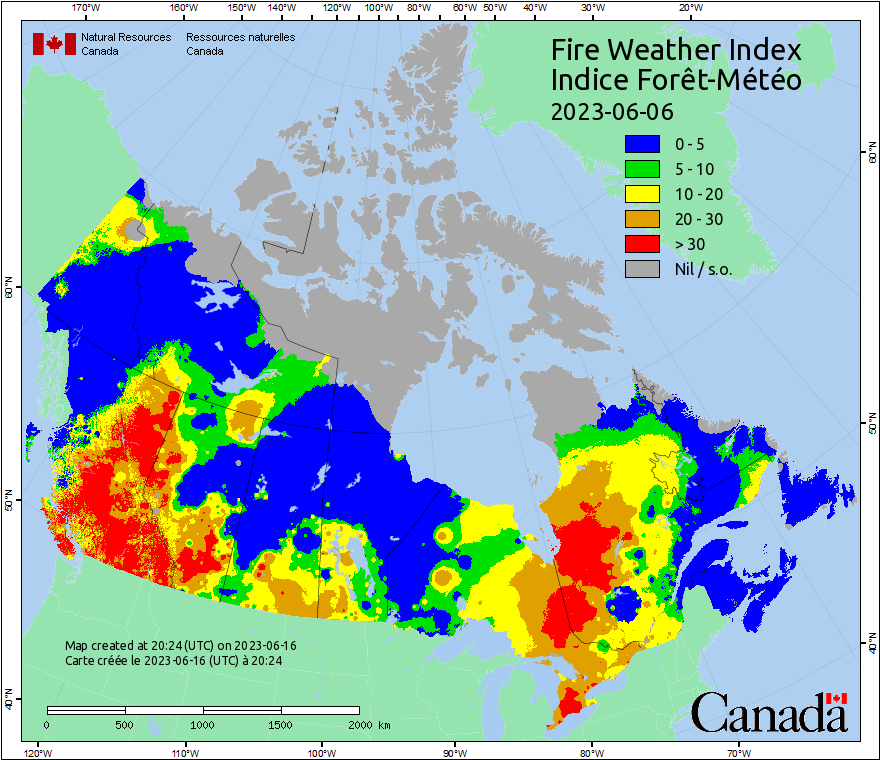 170°W 160°W 150°W 140°W 130°W 120°W 110°W 100°W 90°W 80°W 70°W 60°W 50°W 40°W 30°W 20°W
Natural Resources Canada
Ressources naturelles Canada
Fire Weather Index
Indice Forêt-Météo
2023-06-06
0 - 5
5 - 10
10 - 20
20 - 30
> 30
Nil / s.o.
60°N
60°N
50°N
50°N
40°N
40°N
Map created at 20:24 (UTC) on 2023-06-16
Carte créée le 2023-06-16 (UTC) à 20:24
0 500 1000 1500 2000 km
Canada
120°W 110°W 100°W 90°W 80°W 70°W